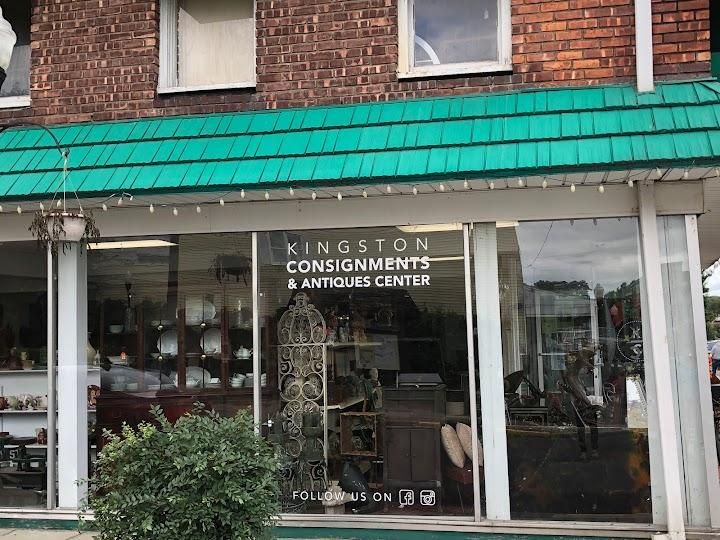 KINGSTON
CONSIGNMENTS
& ANTIQUES CENTER
FOLLOW US ON